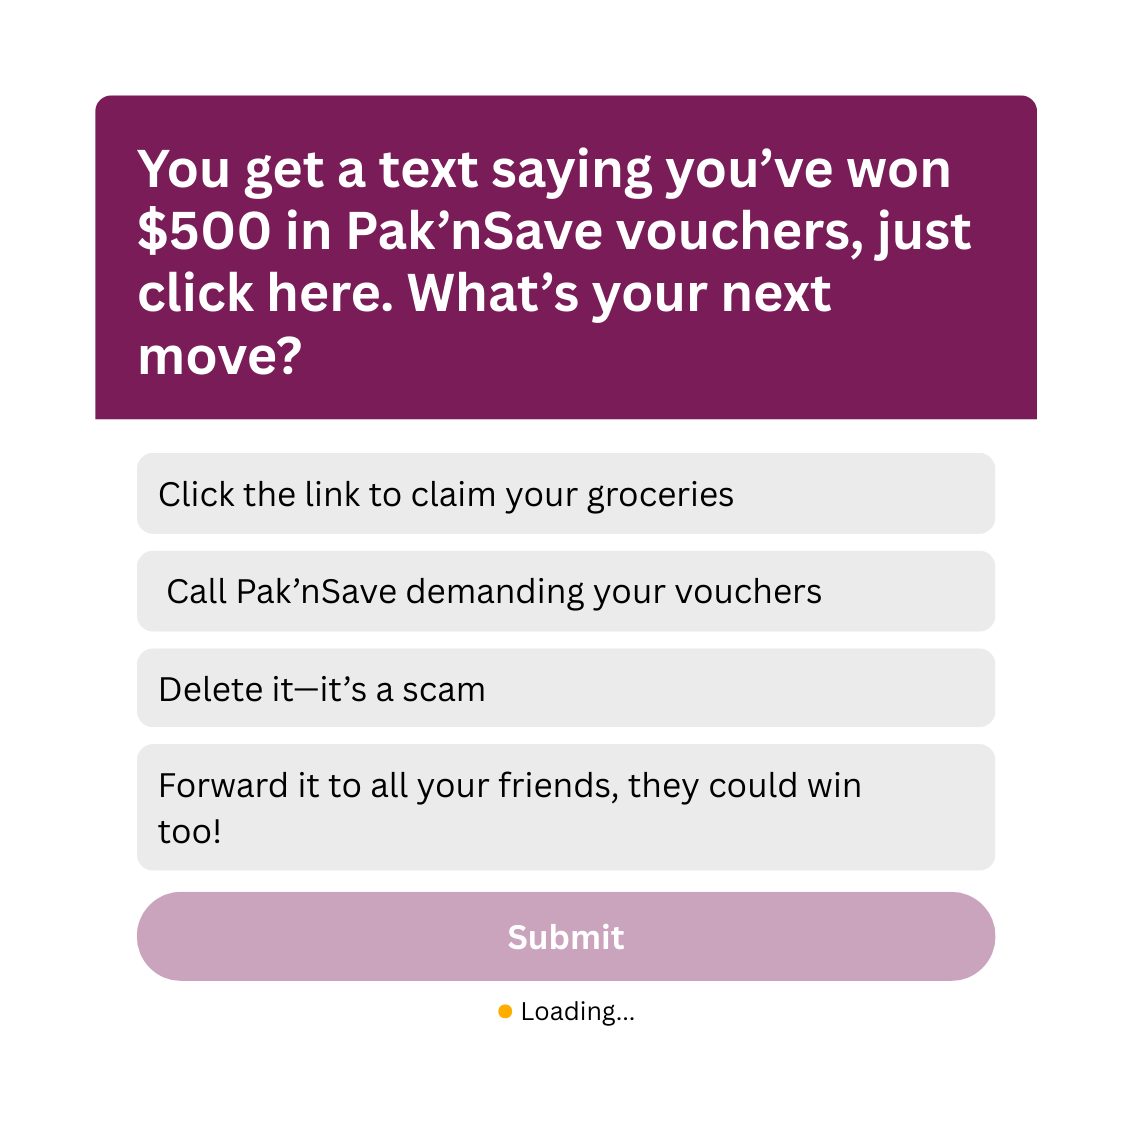 You get a text saying you’ve won
$500 in Pak’nSave vouchers, just
click here. What’s your next
move?
Click the link to claim your groceries
Call Pak’nSave demanding your vouchers
Delete it—it’s a scam
Forward it to all your friends, they could win
too!
Submit
Loading...